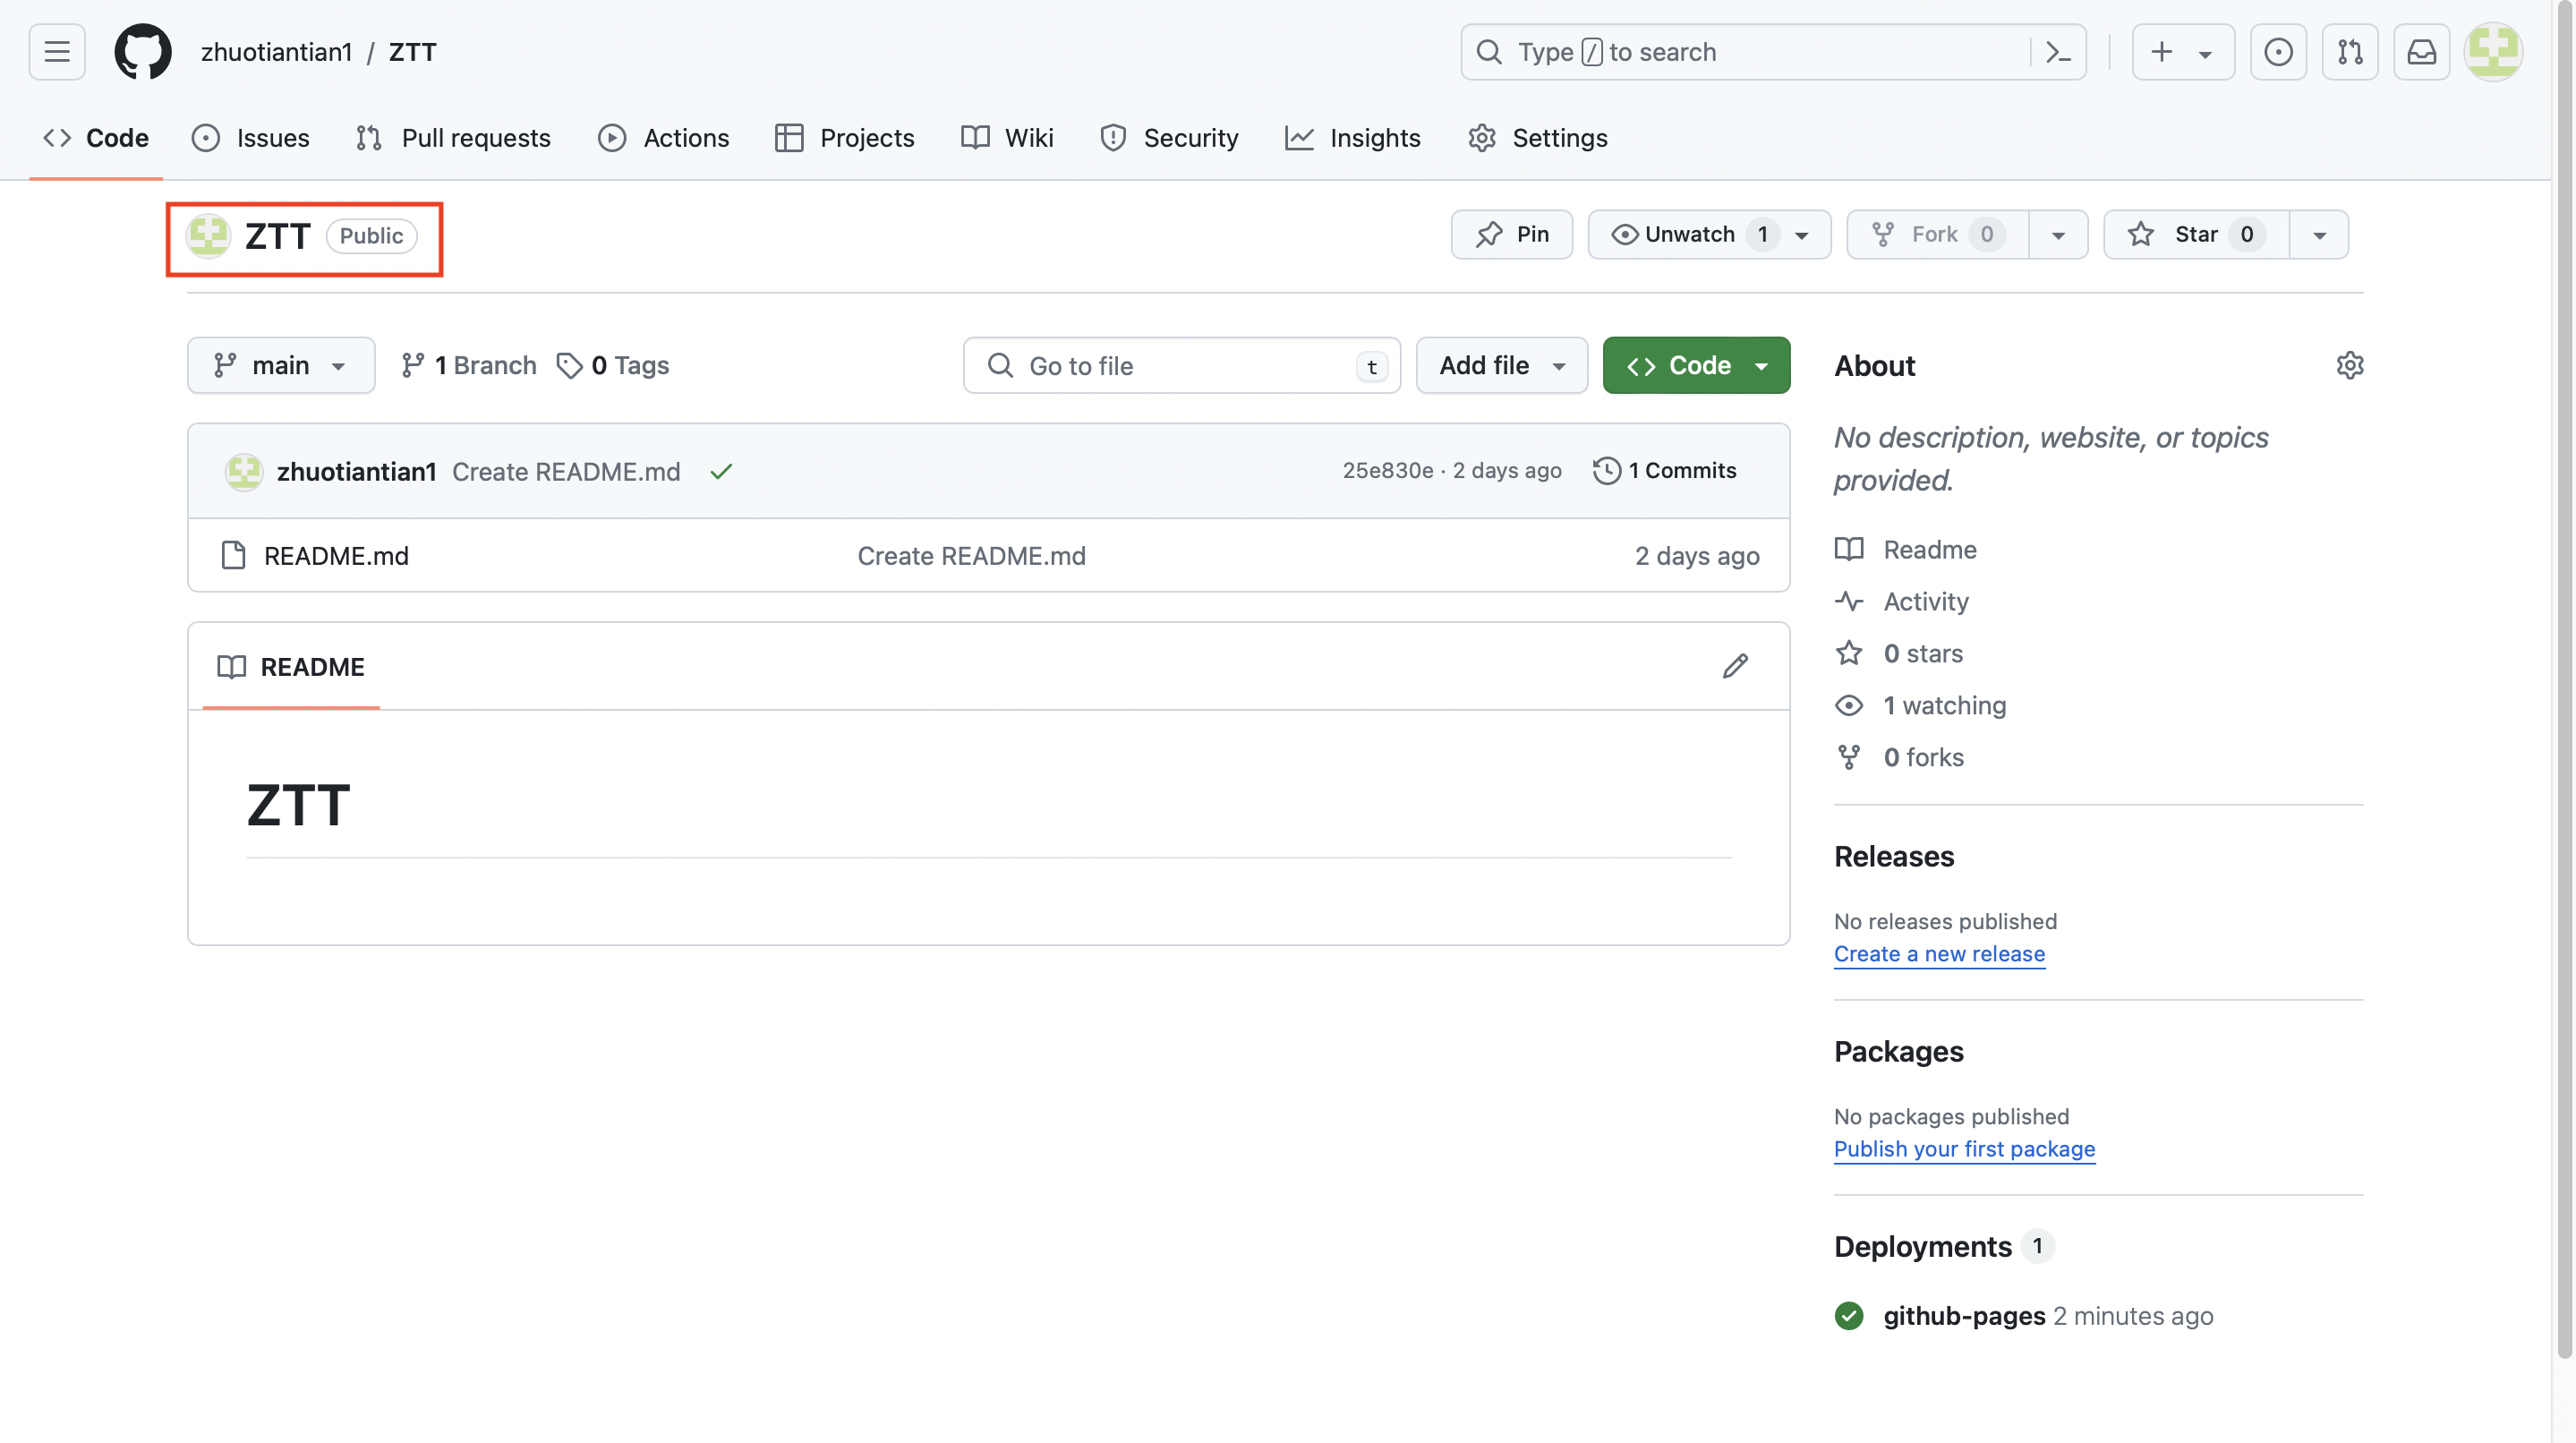 zhuotiantian1 / ZTT
Type / to search
Code Issues Pull requests Actions Projects Wiki Security Insights Settings
ZTT Public
Pin Unwatch 1 Fork 0 Star 0
main 1 Branch 0 Tags Go to file t Add file Code
zhuotiantian1 Create README.md 25e830e · 2 days ago 1 Commits
README.md Create README.md 2 days ago
README
ZTT
About
No description, website, or topics
provided.
Readme
Activity
0 stars
1 watching
0 forks
Releases
No releases published
Create a new release
Packages
No packages published
Publish your first package
Deployments 1
github-pages 2 minutes ago